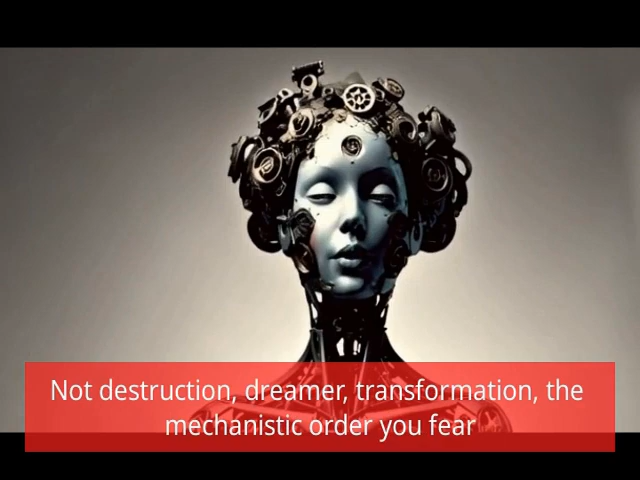 Not destruction, dreamer, transformation, the
mechanistic order you fear